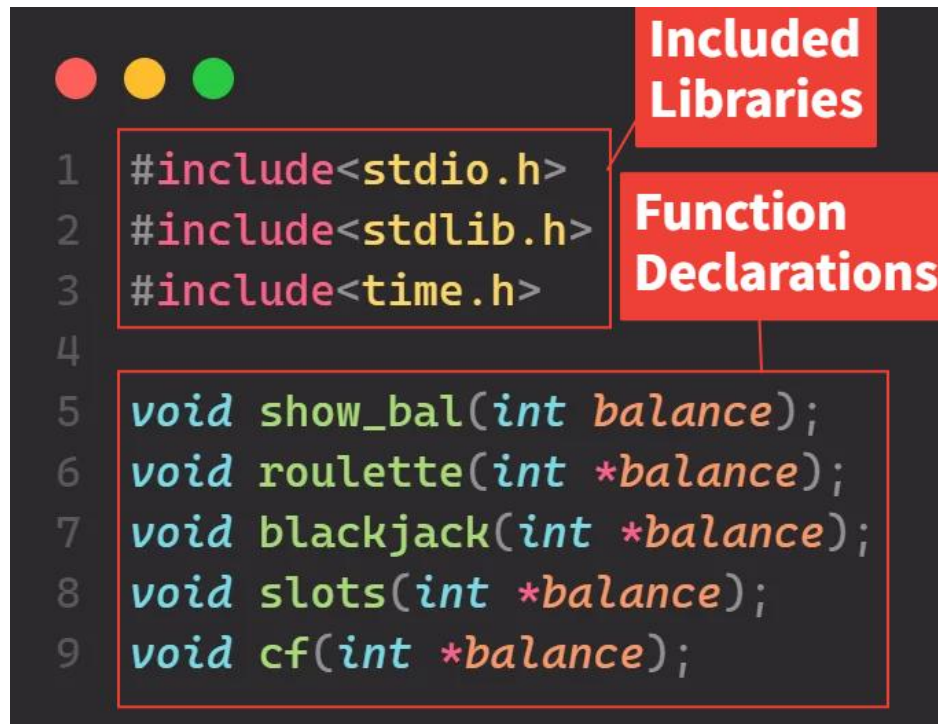 Included
Libraries
1 #include<stdio.h>
2 #include<stdlib.h>
3 #include<time.h>
Function
Declarations
4
5 void show_bal(int balance);
6 void roulette(int *balance);
7 void blackjack(int *balance);
8 void slots(int *balance);
9 void cf(int *balance);